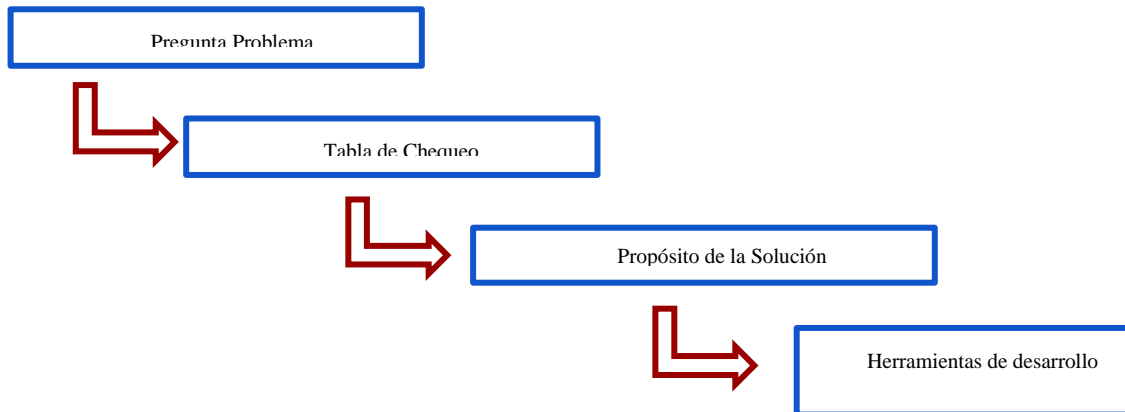 Pregunta Problema
Tabla de Chequeo
Propósito de la Solución
Herramientas de desarrollo